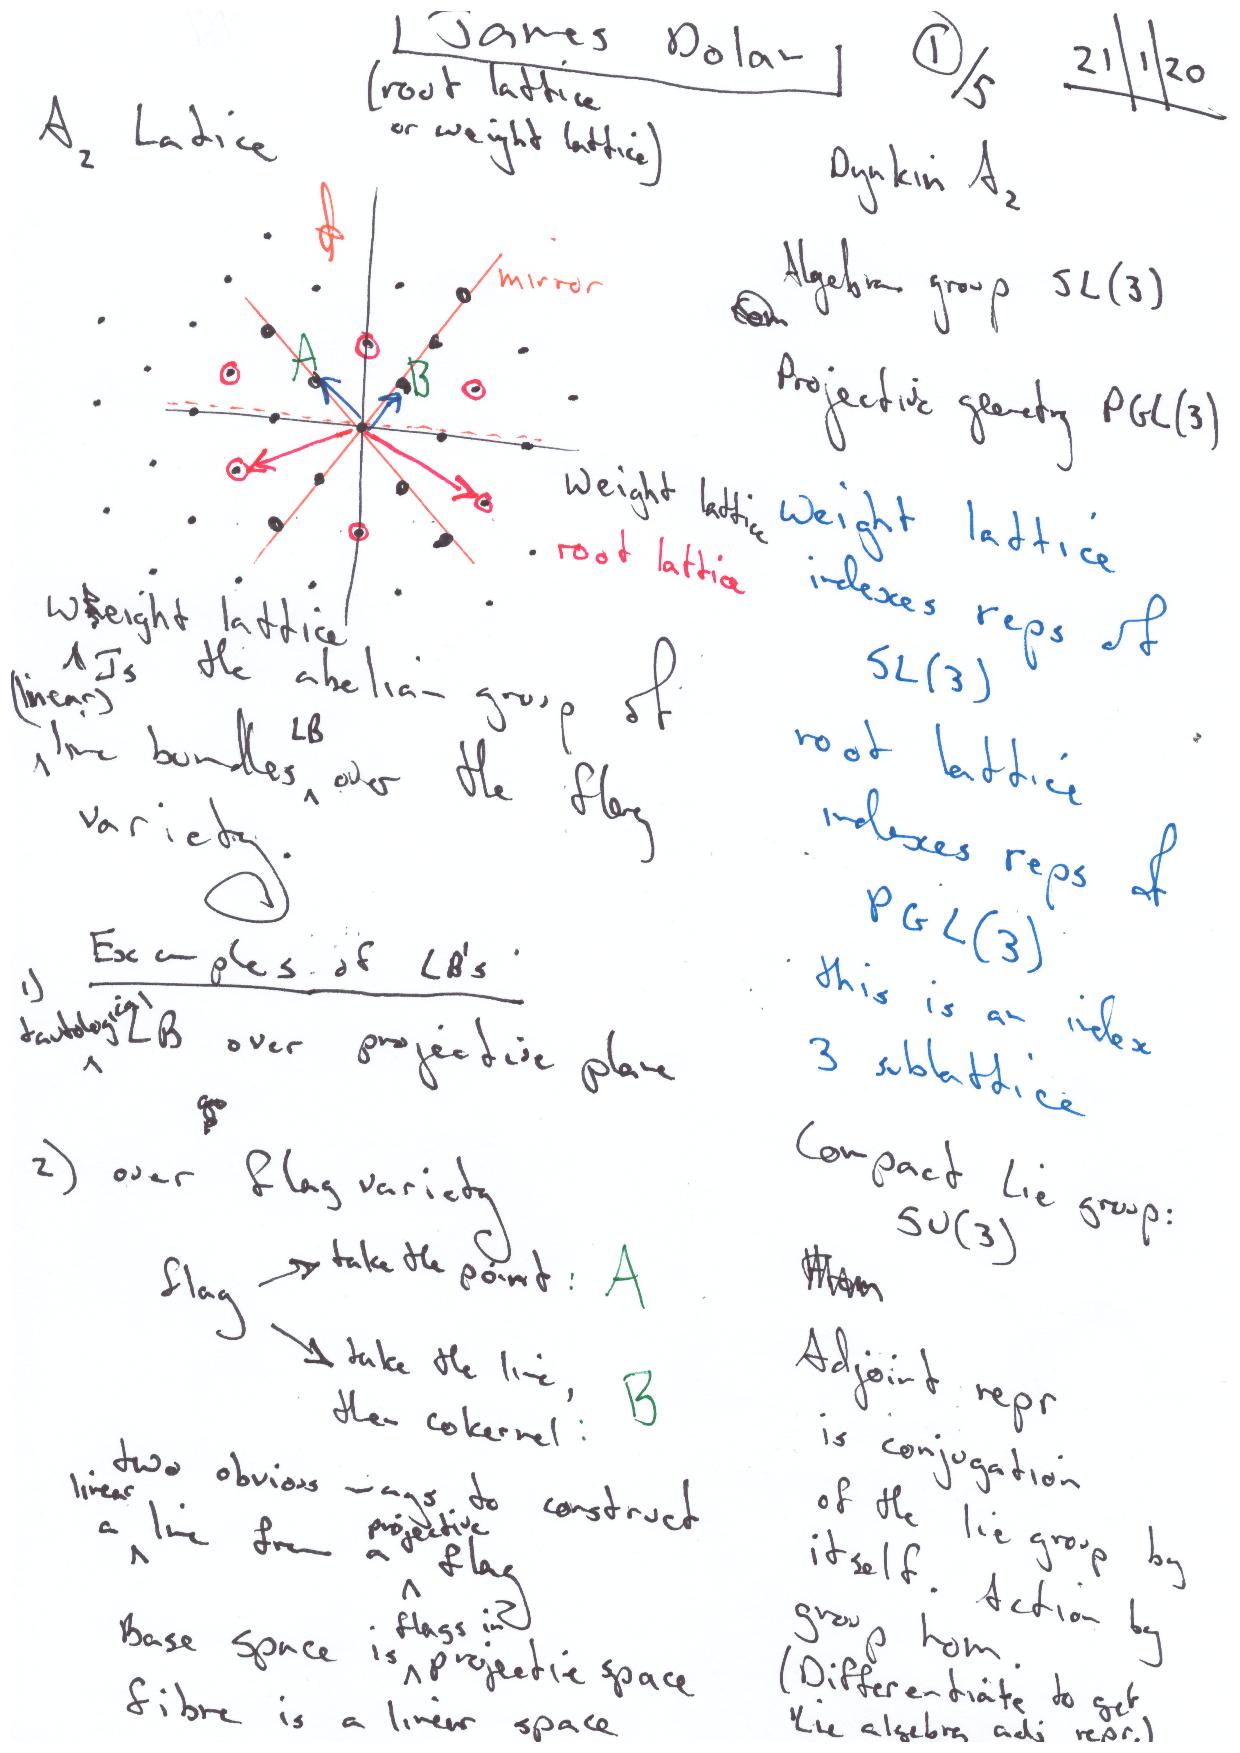 James Dolan
1/5
21/1/20
(root lattice
or weight lattice)
A2 Latice
Dynkin A2
mirror
A
B
Algebra group SL(3)
Projective geometry PGL(3)
Weight lattice
root lattice
Weight lattice
indexes reps of
SL(3)
root lattice
indexes reps of
PGL(3)
this is an index
3 sublattice
Compact Lie group:
SU(3)
Adjoint repr
is conjugation
of the lie group by
itself. Action by
group hom
(Differentiate to get
Lie algebra adj repr.)
weight lattice
Is the abelian group of
(linear) line bundles LB over the flag
variety.
Examples of LB's
1) tautological LB over projective plane
2) over flag variety
flag
take the point: A
take the line,
then cokernel: B
two obvious ways to construct
a linear line from a projective flag
Base space is flags in projective space
fibre is a linear space